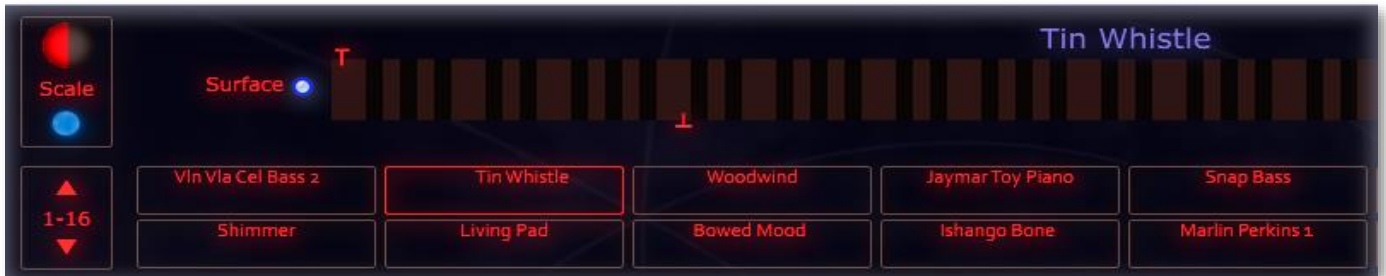 Tin Whistle
Scale
Surface
Vln Vla Cel Bass 2
Tin Whistle
Woodwind
Jaymar Toy Piano
Snap Bass
1-16
Shimmer
Living Pad
Bowed Mood
Ishango Bone
Marlin Perkins 1